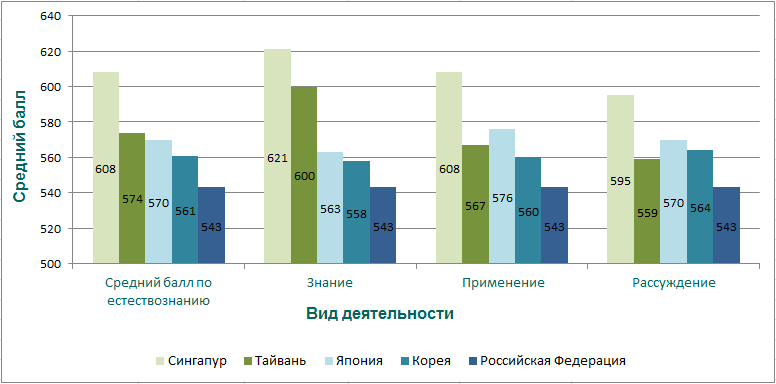 640
620
600
580
560
540
520
500
Средний балл
608
574
570
561
543
621
600
563
558
543
608
567
576
560
543
595
559
570
564
543
Средний балл по
естествознанию
Знание
Применение
Рассуждение
Вид деятельности
Сингапур
Тайвань
Япония
Корея
Российская Федерация